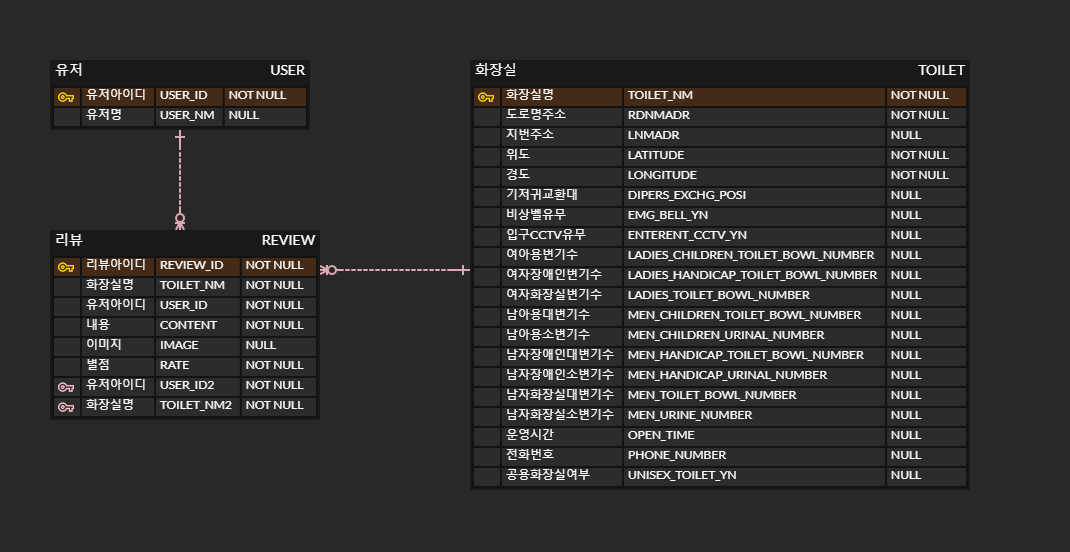 유저 USER
유저아이디 USER_ID NOT NULL
유저명 USER_NM NULL
리뷰 REVIEW
리뷰아이디 REVIEW_ID NOT NULL
화장실명 TOILET_NM NOT NULL
유저아이디 USER_ID NOT NULL
내용 CONTENT NOT NULL
이미지 IMAGE NULL
별점 RATE NOT NULL
유저아이디 USER_ID2 NOT NULL
화장실명 TOILET_NM2 NOT NULL
화장실 TOILET
화장실명 TOILET_NM NOT NULL
도로명주소 RDNMADR NOT NULL
지번주소 LNMADR NULL
위도 LATITUDE NOT NULL
경도 LONGITUDE NOT NULL
기저귀교환대 DIPERS_EXCHG_POSI NULL
비상벨유무 EMG_BELL_YN NULL
입구CCTV유무 ENTERENT_CCTV_YN NULL
여아용변기수 LADIES_CHILDREN_TOILET_BOWL_NUMBER NULL
여자장애인변기수 LADIES_HANDICAP_TOILET_BOWL_NUMBER NULL
여자화장실변기수 LADIES_TOILET_BOWL_NUMBER NULL
남아용대변기수 MEN_CHILDREN_TOILET_BOWL_NUMBER NULL
남아용소변기수 MEN_CHILDREN_URINAL_NUMBER NULL
남자장애인대변기수 MEN_HANDICAP_TOILET_BOWL_NUMBER NULL
남자장애인소변기수 MEN_HANDICAP_URINAL_NUMBER NULL
남자화장실대변기수 MEN_TOILET_BOWL_NUMBER NULL
남자화장실소변기수 MEN_URINE_NUMBER NULL
운영시간 OPEN_TIME NULL
전화번호 PHONE_NUMBER NULL
공용화장실여부 UNISEX_TOILET_YN NULL